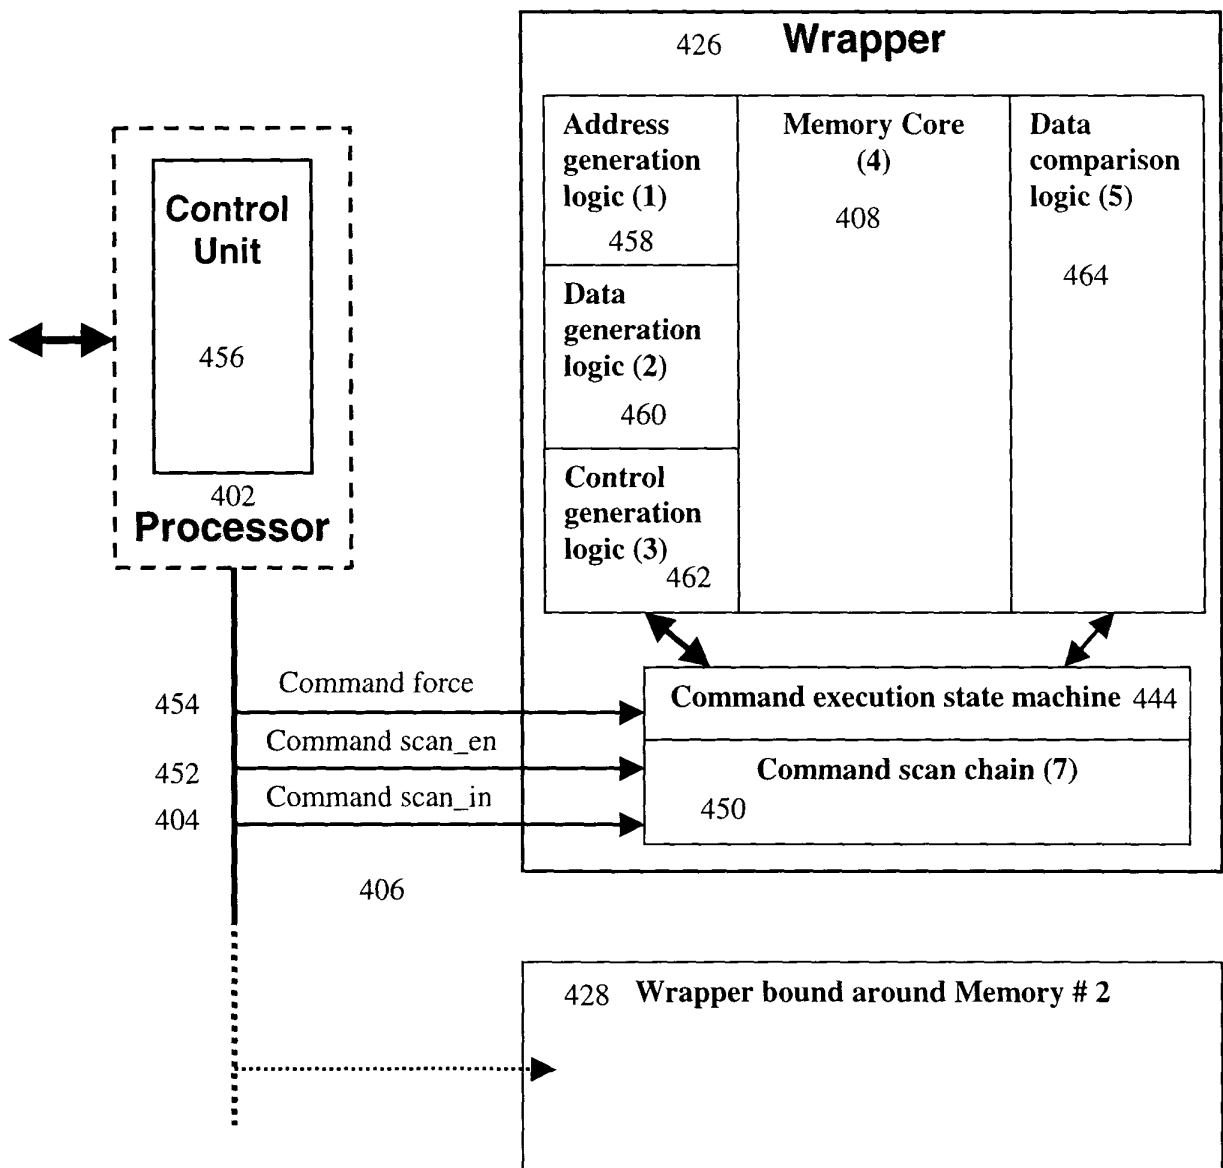 426 Wrapper
Address
generation
logic (1)
458
Memory Core
(4)
408
Data
comparison
logic (5)
464
Control
Unit
456
402
Processor
Data
generation
logic (2)
460
Control
generation
logic (3)
462
454 Command force
452 Command scan_en
404 Command scan_in
406
Command execution state machine 444
Command scan chain (7)
450
428 Wrapper bound around Memory # 2